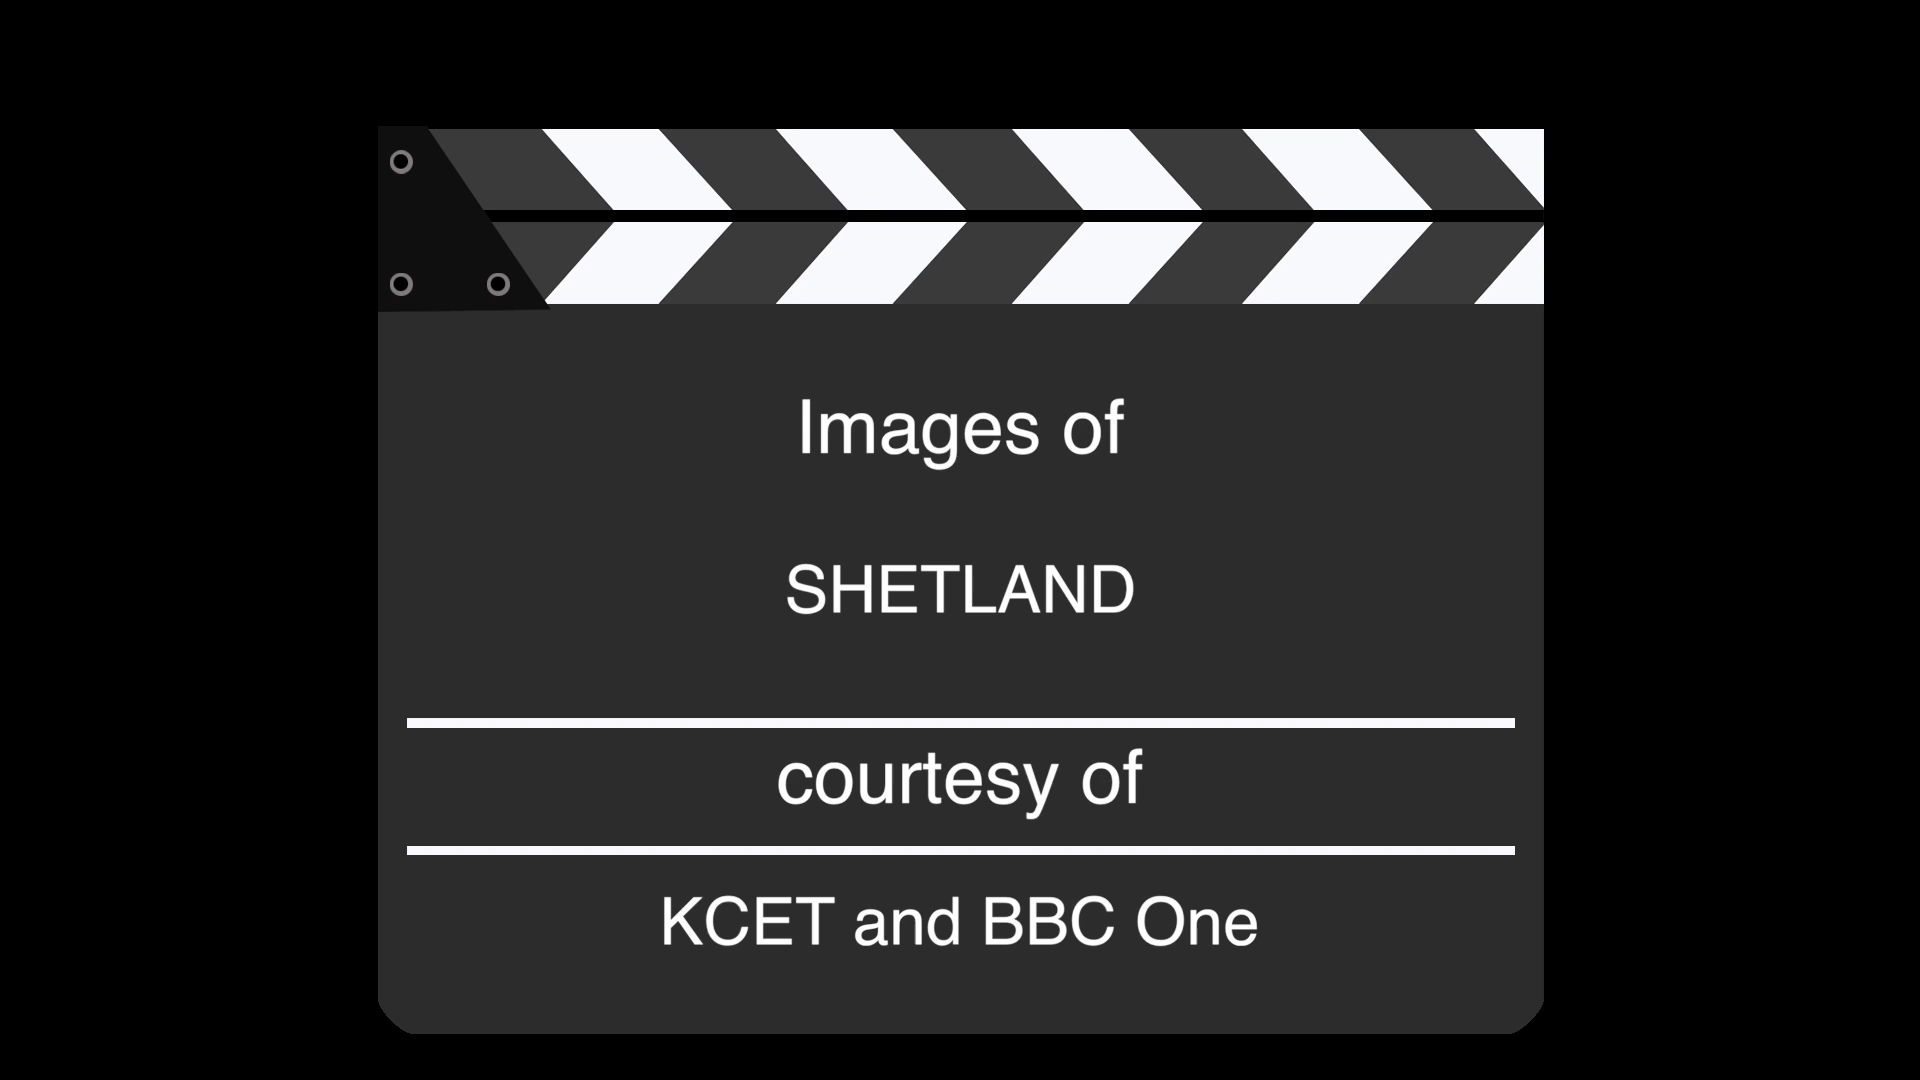 Images of
SHETLAND
courtesy of
KCET and BBC One